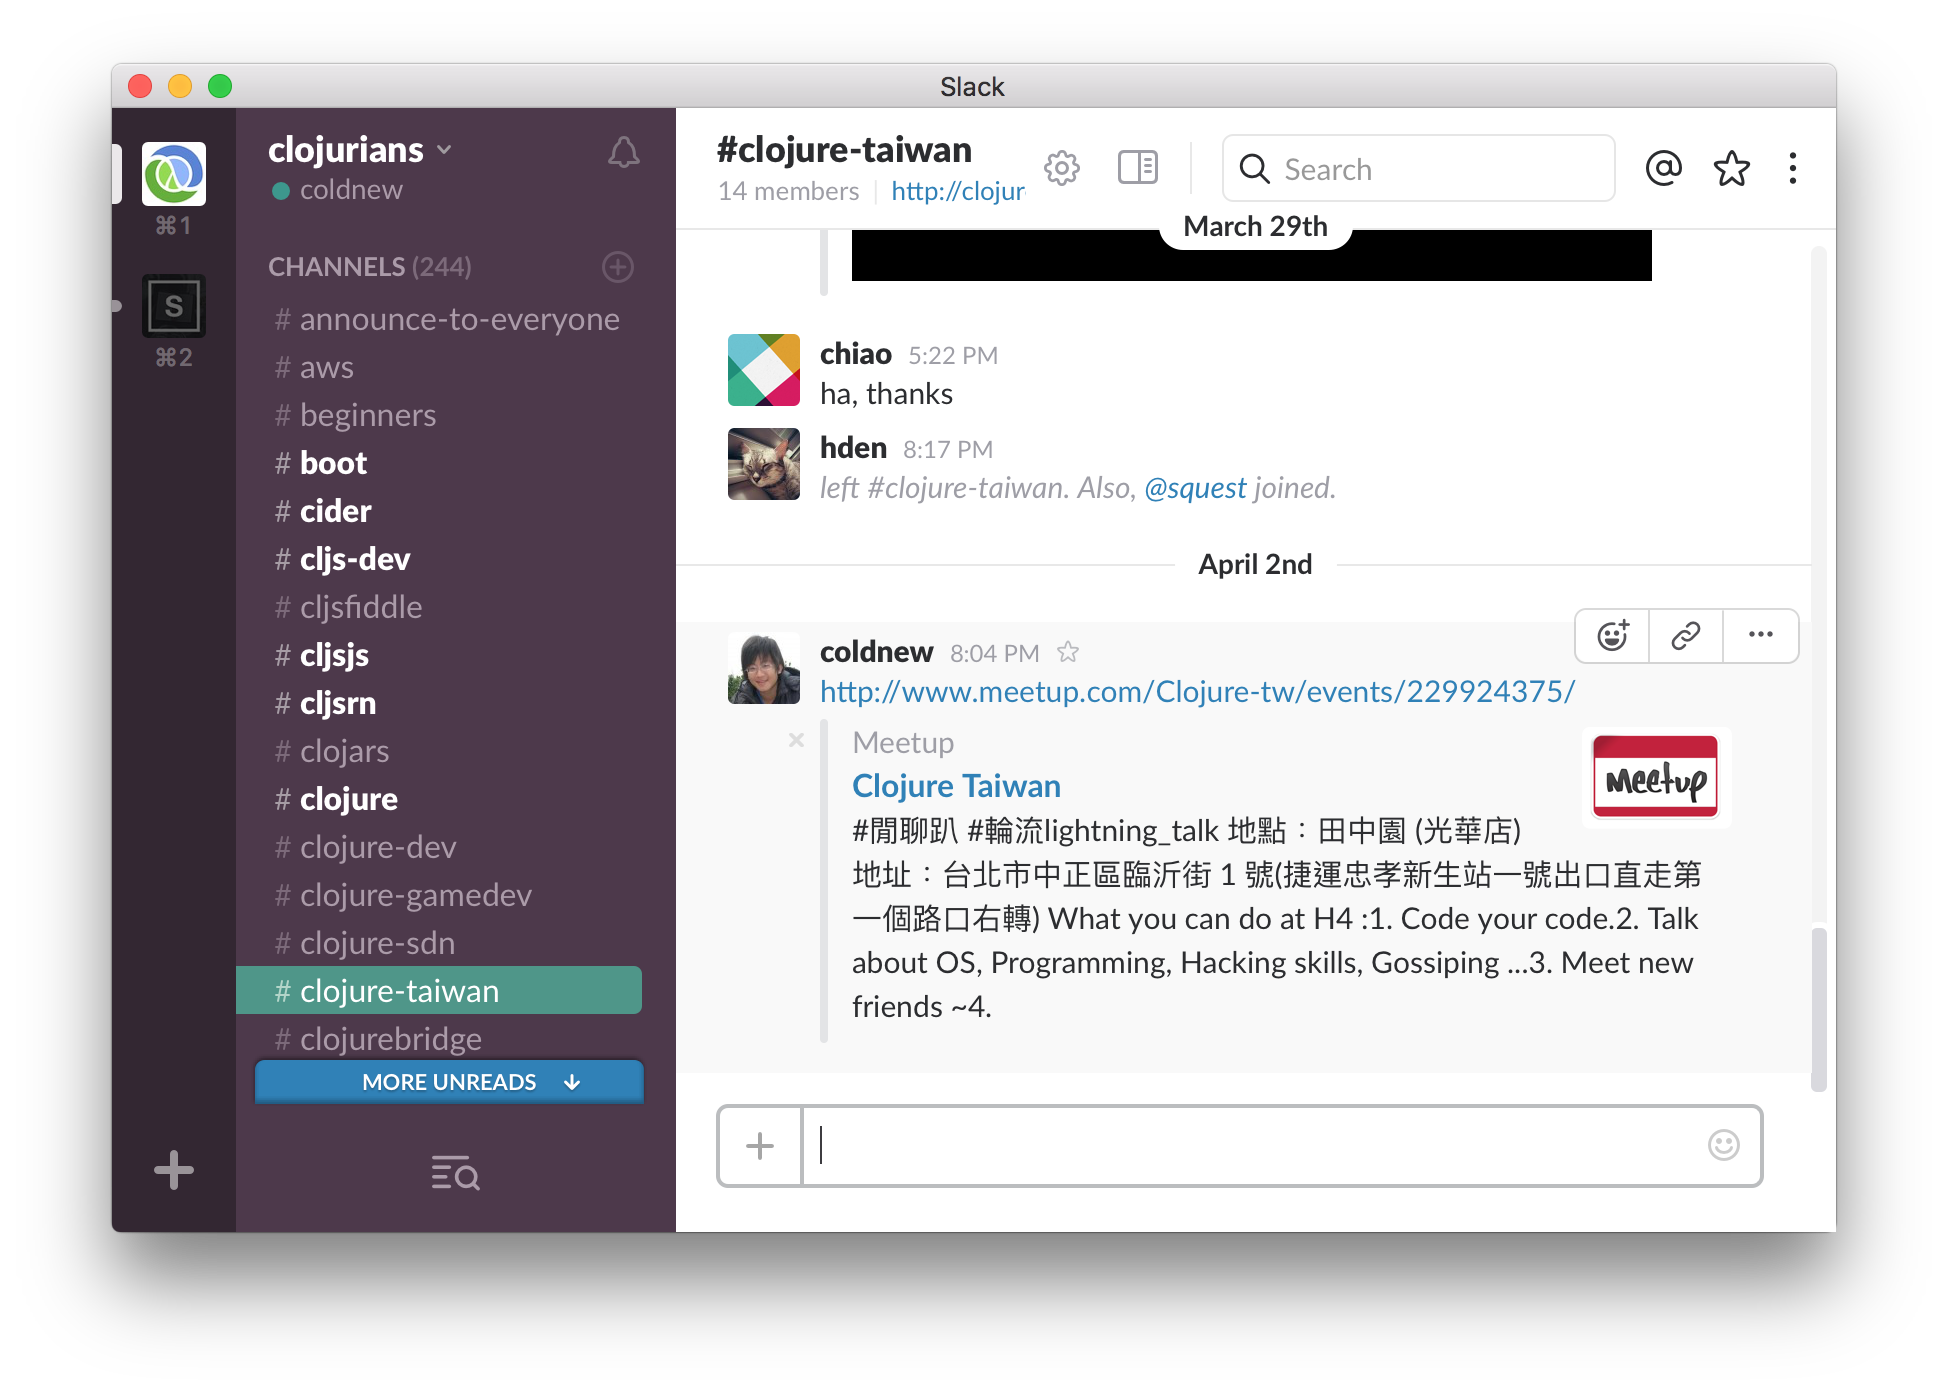 Slack
⌘1
S
⌘2
clojurians
coldnew
CHANNELS (244)
# announce-to-everyone
# aws
# beginners
# boot
# cider
# cljs-dev
# cljsfiddle
# cljsjs
# cljsrn
# clojars
# clojure
# clojure-dev
# clojure-gamedev
# clojure-sdn
# clojure-taiwan
# clojurebridge
MORE UNREADS
#clojure-taiwan
14 members
http://clojur
Search
March 29th
chiao 5:22 PM
ha, thanks
hden 8:17 PM
left #clojure-taiwan. Also, @squest joined.
April 2nd
coldnew 8:04 PM
http://www.meetup.com/Clojure-tw/events/229924375/
Meetup
Meetup
Clojure Taiwan
#閒聊趴 #輪流lightning_talk 地點：田中園 (光華店)
地址：台北市中正區臨沂街 1 號(捷運忠孝新生站一號出口直走第
一個路口右轉) What you can do at H4 :1. Code your code.2. Talk
about OS, Programming, Hacking skills, Gossiping ...3. Meet new
friends ~4.